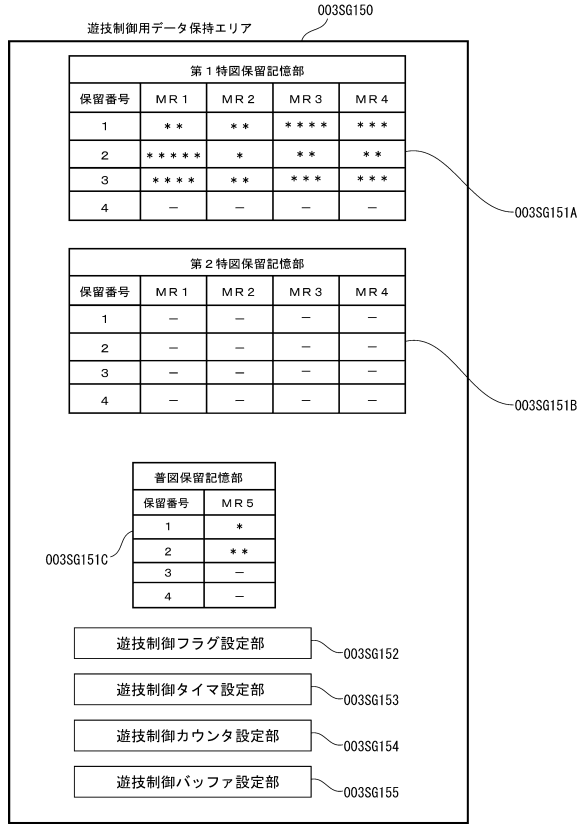 003SG150
遊技制御用データ保持エリア
第１特図保留記憶部
保留番号 ＭＲ１ ＭＲ２ ＭＲ３ ＭＲ４
1 ** ** **** ***
2 ***** * ** **
3 **** ** *** ***
4 － － － －
003SG151A
第２特図保留記憶部
保留番号 ＭＲ１ ＭＲ２ ＭＲ３ ＭＲ４
1 － － － －
2 － － － －
3 － － － －
4 － － － －
003SG151B
普図保留記憶部
保留番号 ＭＲ５
1 *
2 **
3 －
4 －
003SG151C
遊技制御フラグ設定部
003SG152
遊技制御タイマ設定部
003SG153
遊技制御カウンタ設定部
003SG154
遊技制御バッファ設定部
003SG155